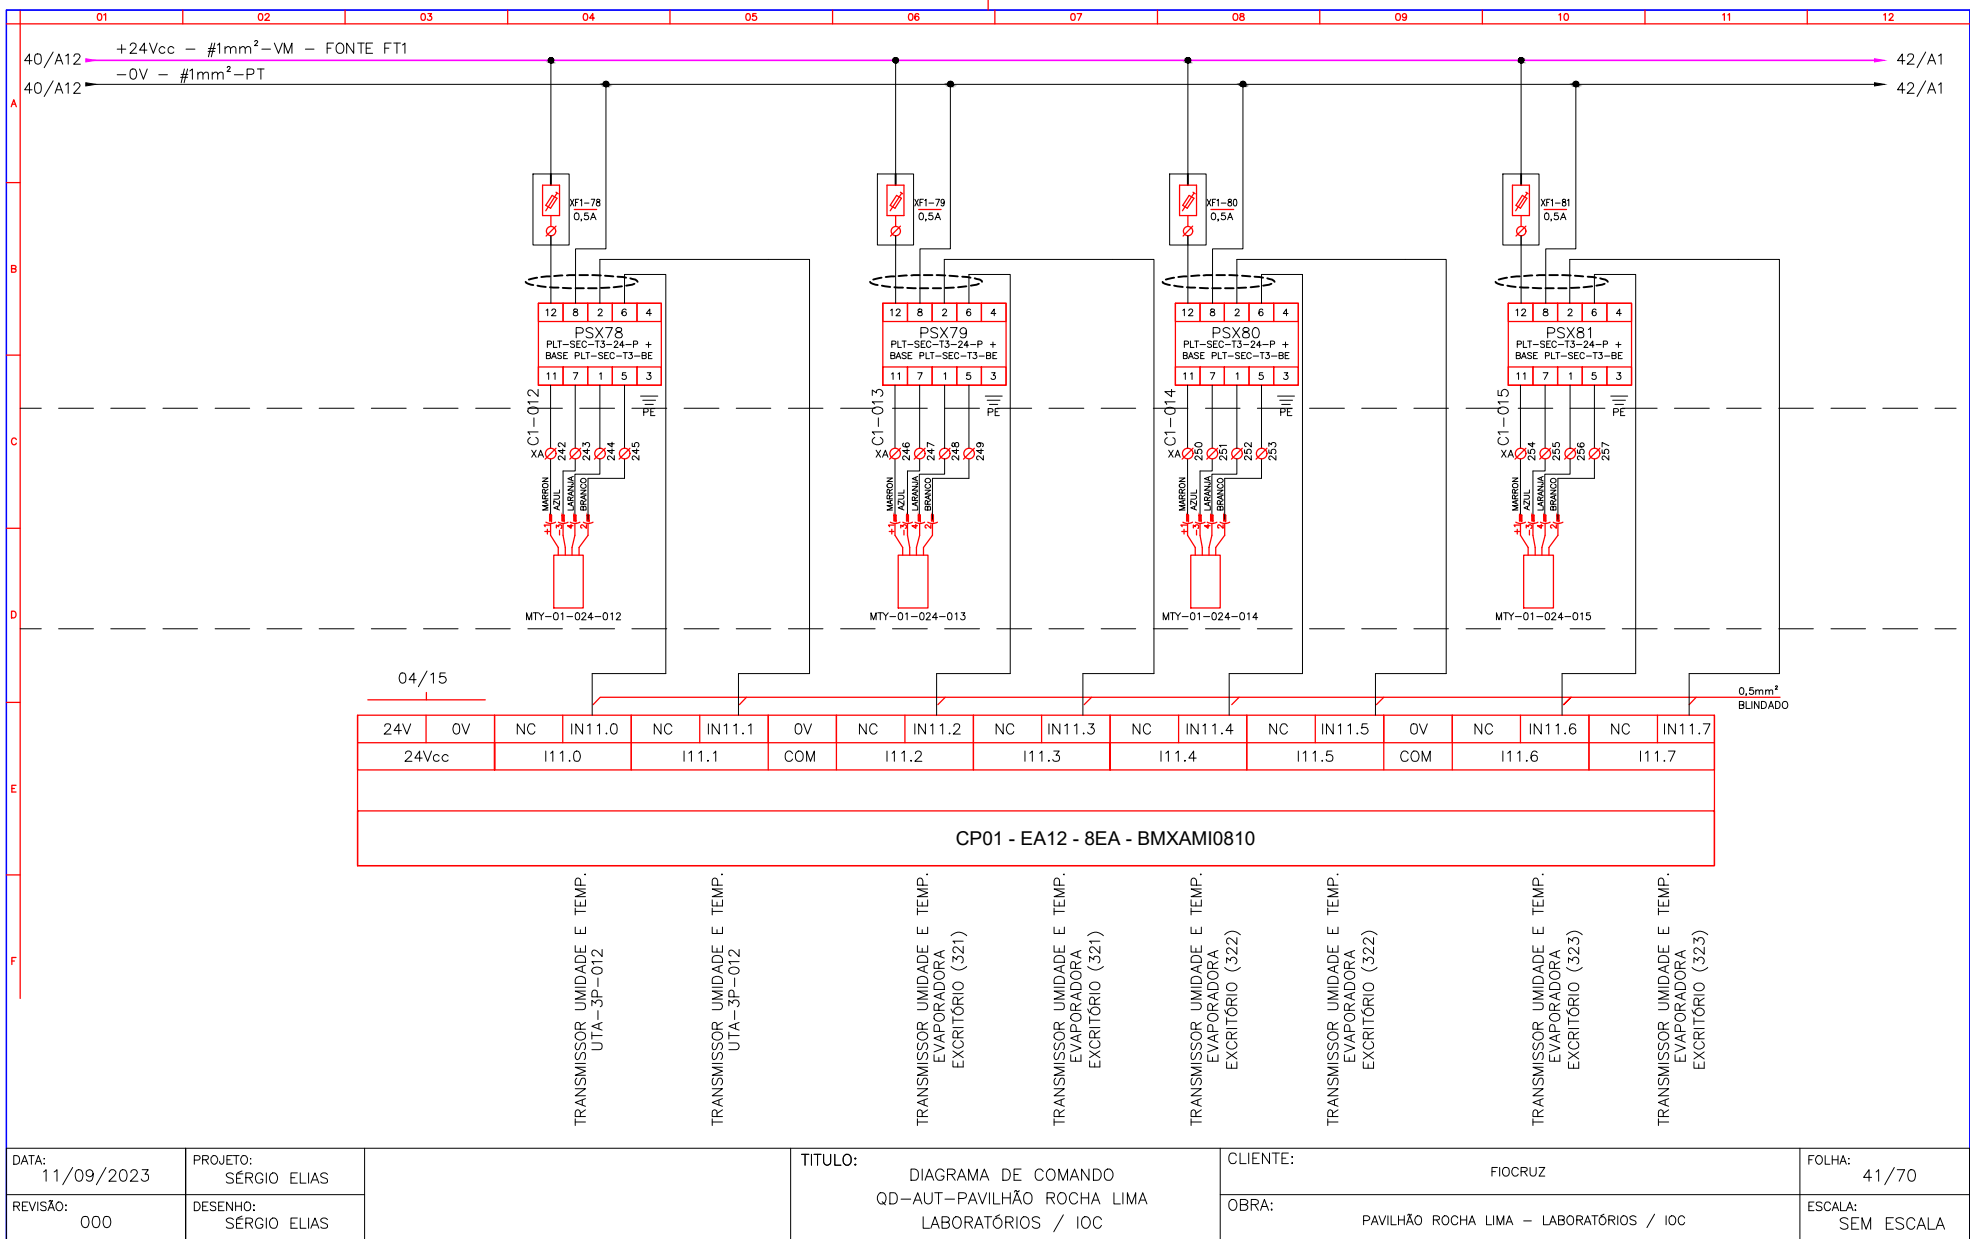 01 02 03 04 05 06 07 08 09 10 11 12
+24Vcc - #1mm²-VM - FONTE FT1
40/A12 42/A1
-0V - #1mm²-PT
40/A12 42/A1
A
B
C
D
E
F
XF1-78
0,5A
XF1-79
0,5A
XF1-80
0,5A
XF1-81
0,5A
12 8 2 6 4
PSX78
PLT-SEC-T3-24-P +
BASE PLT-SEC-T3-BE
11 7 1 5 3
PE
C1-012
XA 242 243 244 245
MARRON AZUL LARANJA BRANCO
+1 -3 4 2
MTY-01-024-012
12 8 2 6 4
PSX79
PLT-SEC-T3-24-P +
BASE PLT-SEC-T3-BE
11 7 1 5 3
PE
C1-013
XA 246 247 248 249
MARRON AZUL LARANJA BRANCO
+1 -3 4 2
MTY-01-024-013
12 8 2 6 4
PSX80
PLT-SEC-T3-24-P +
BASE PLT-SEC-T3-BE
11 7 1 5 3
PE
C1-014
XA 250 251 252 253
MARRON AZUL LARANJA BRANCO
+1 -3 4 2
MTY-01-024-014
12 8 2 6 4
PSX81
PLT-SEC-T3-24-P +
BASE PLT-SEC-T3-BE
11 7 1 5 3
PE
C1-015
XA 254 255 256 257
MARRON AZUL LARANJA BRANCO
+1 -3 4 2
MTY-01-024-015
04/15
0,5mm²
BLINDADO
24V 0V NC IN11.0 NC IN11.1 0V NC IN11.2 NC IN11.3 NC IN11.4 NC IN11.5 0V NC IN11.6 NC IN11.7
24Vcc I11.0 I11.1 COM I11.2 I11.3 I11.4 I11.5 COM I11.6 I11.7
CP01 - EA12 - 8EA - BMXAMI0810
TRANSMISSOR UMIDADE E TEMP.
UTA-3P-012
TRANSMISSOR UMIDADE E TEMP.
UTA-3P-012
TRANSMISSOR UMIDADE E TEMP.
EVAPORADORA
EXCRITÓRIO (321)
TRANSMISSOR UMIDADE E TEMP.
EVAPORADORA
EXCRITÓRIO (321)
TRANSMISSOR UMIDADE E TEMP.
EVAPORADORA
EXCRITÓRIO (322)
TRANSMISSOR UMIDADE E TEMP.
EVAPORADORA
EXCRITÓRIO (322)
TRANSMISSOR UMIDADE E TEMP.
EVAPORADORA
EXCRITÓRIO (323)
TRANSMISSOR UMIDADE E TEMP.
EVAPORADORA
EXCRITÓRIO (323)
DATA:
11/09/2023
REVISÃO:
000
PROJETO:
SÉRGIO ELIAS
DESENHO:
SÉRGIO ELIAS
TITULO:
DIAGRAMA DE COMANDO
QD-AUT-PAVILHÃO ROCHA LIMA
LABORATÓRIOS / IOC
CLIENTE:
FIOCRUZ
OBRA:
PAVILHÃO ROCHA LIMA - LABORATÓRIOS / IOC
FOLHA:
41/70
ESCALA:
SEM ESCALA